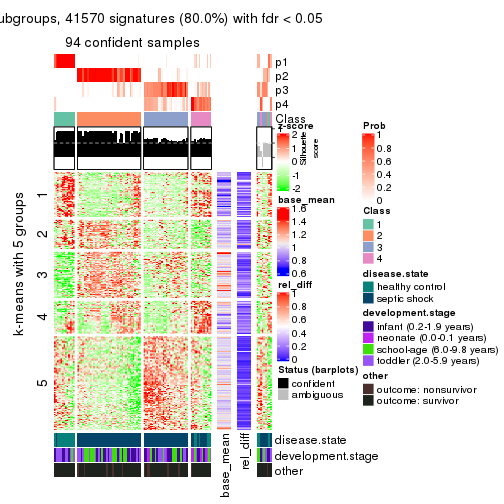 ubgroups, 41570 signatures (80.0%) with fdr < 0.05
94 confident samples
p1
p2
p3
p4
Class
z-score
2
1
0
-1
-2
Silhouette
score
Prob
1
0.8
0.6
0.4
0.2
0
base_mean
1.6
1.4
1.2
1
0.8
0.6
Class
1
2
3
4
rel_diff
1
0.8
0.6
0.4
0.2
0
disease.state
healthy control
septic shock
development.stage
infant (0.2-1.9 years)
neonate (0.0-0.1 years)
school-age (6.0-9.8 years)
toddler (2.0-5.9 years)
Status (barplots)
confident
ambiguous
other
outcome: nonsurvivor
outcome: survivor
k-means with 5 groups
1
2
3
4
5
base_mean
rel_diff
disease.state
development.stage
other